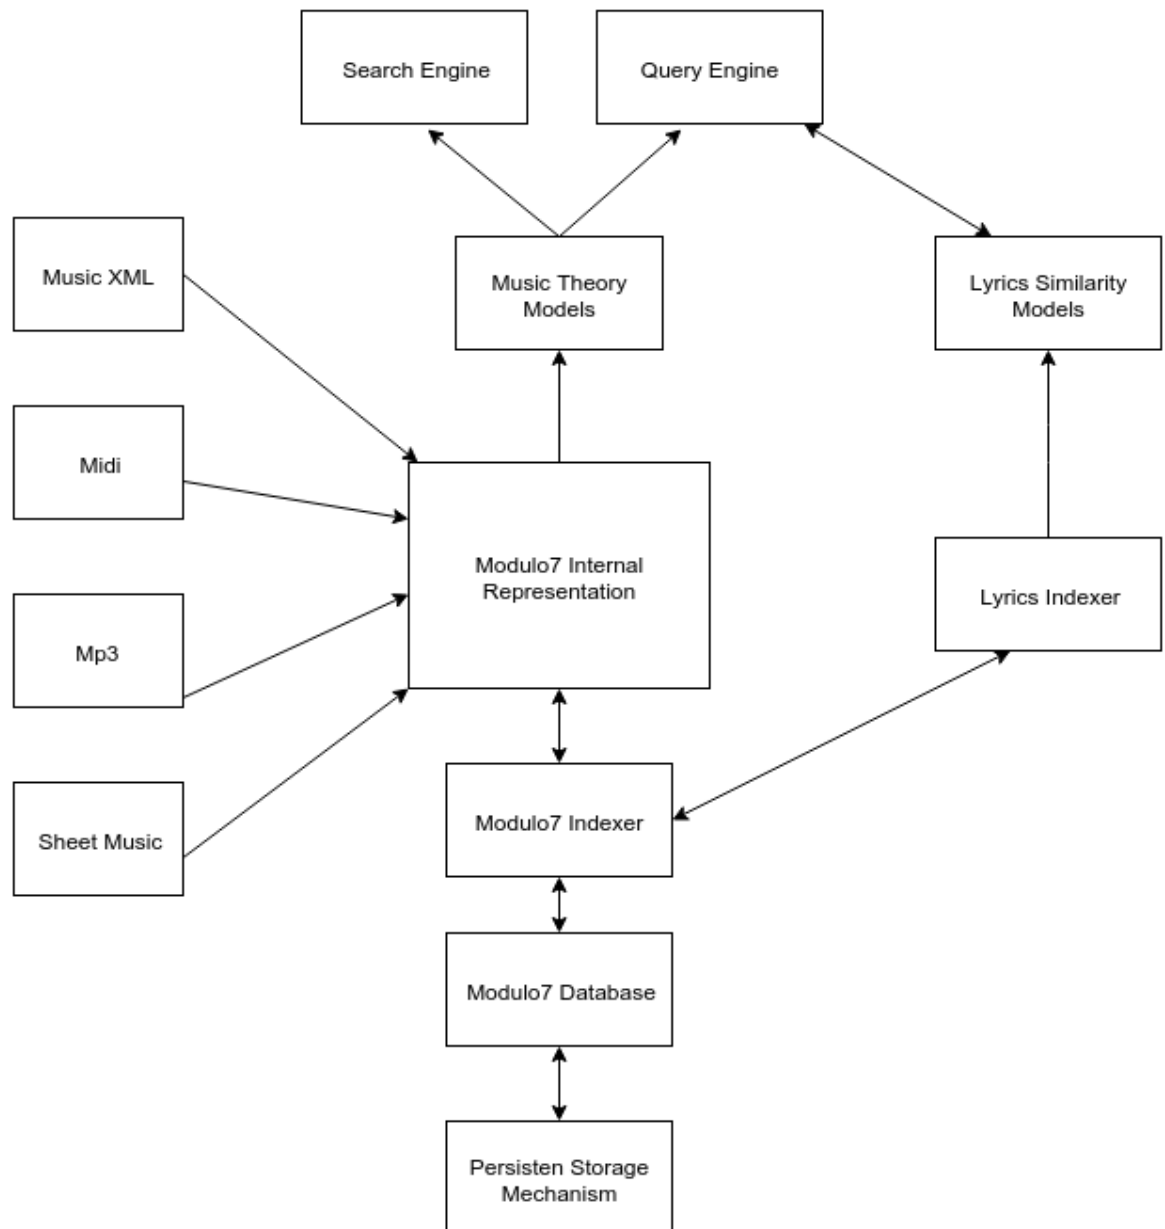 Search Engine
Query Engine
Music XML
Music Theory
Models
Lyrics Similarity
Models
Midi
Modulo7 Internal
Representation
Lyrics Indexer
Mp3
Sheet Music
Modulo7 Indexer
Modulo7 Database
Persisten Storage
Mechanism